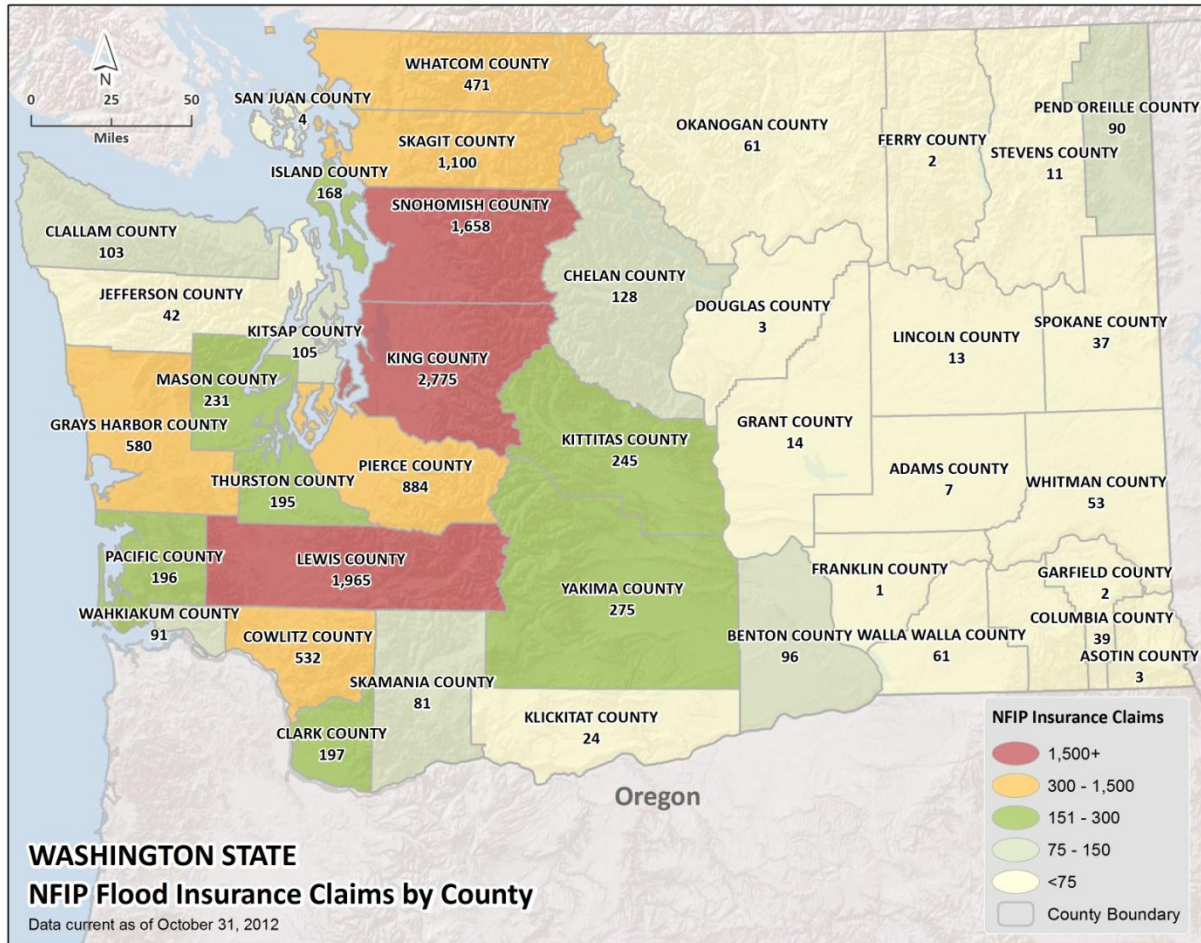 N
0 25 50
Miles
WHATCOM COUNTY
471
SAN JUAN COUNTY
4
SKAGIT COUNTY
1,100
ISLAND COUNTY
168
SNOHOMISH COUNTY
1,658
OKANOGAN COUNTY
61
FERRY COUNTY
2
STEVENS COUNTY
11
PEND OREILLE COUNTY
90
CLALLAM COUNTY
103
JEFFERSON COUNTY
42
KITSAP COUNTY
105
KING COUNTY
2,775
CHELAN COUNTY
128
DOUGLAS COUNTY
3
LINCOLN COUNTY
13
SPOKANE COUNTY
37
MASON COUNTY
231
GRAYS HARBOR COUNTY
580
THURSTON COUNTY
195
PIERCE COUNTY
884
KITTITAS COUNTY
245
GRANT COUNTY
14
ADAMS COUNTY
7
WHITMAN COUNTY
53
PACIFIC COUNTY
196
LEWIS COUNTY
1,965
YAKIMA COUNTY
275
FRANKLIN COUNTY
1
GARFIELD COUNTY
2
WAHKIAKUM COUNTY
91
COWLITZ COUNTY
532
SKAMANIA COUNTY
81
BENTON COUNTY
96
WALLA WALLA COUNTY
61
COLUMBIA COUNTY
39
ASOTIN COUNTY
3
CLARK COUNTY
197
KLICKITAT COUNTY
24
Oregon
NFIP Insurance Claims
1,500+
300 - 1,500
151 - 300
75 - 150
<75
County Boundary
WASHINGTON STATE
NFIP Flood Insurance Claims by County
Data current as of October 31, 2012